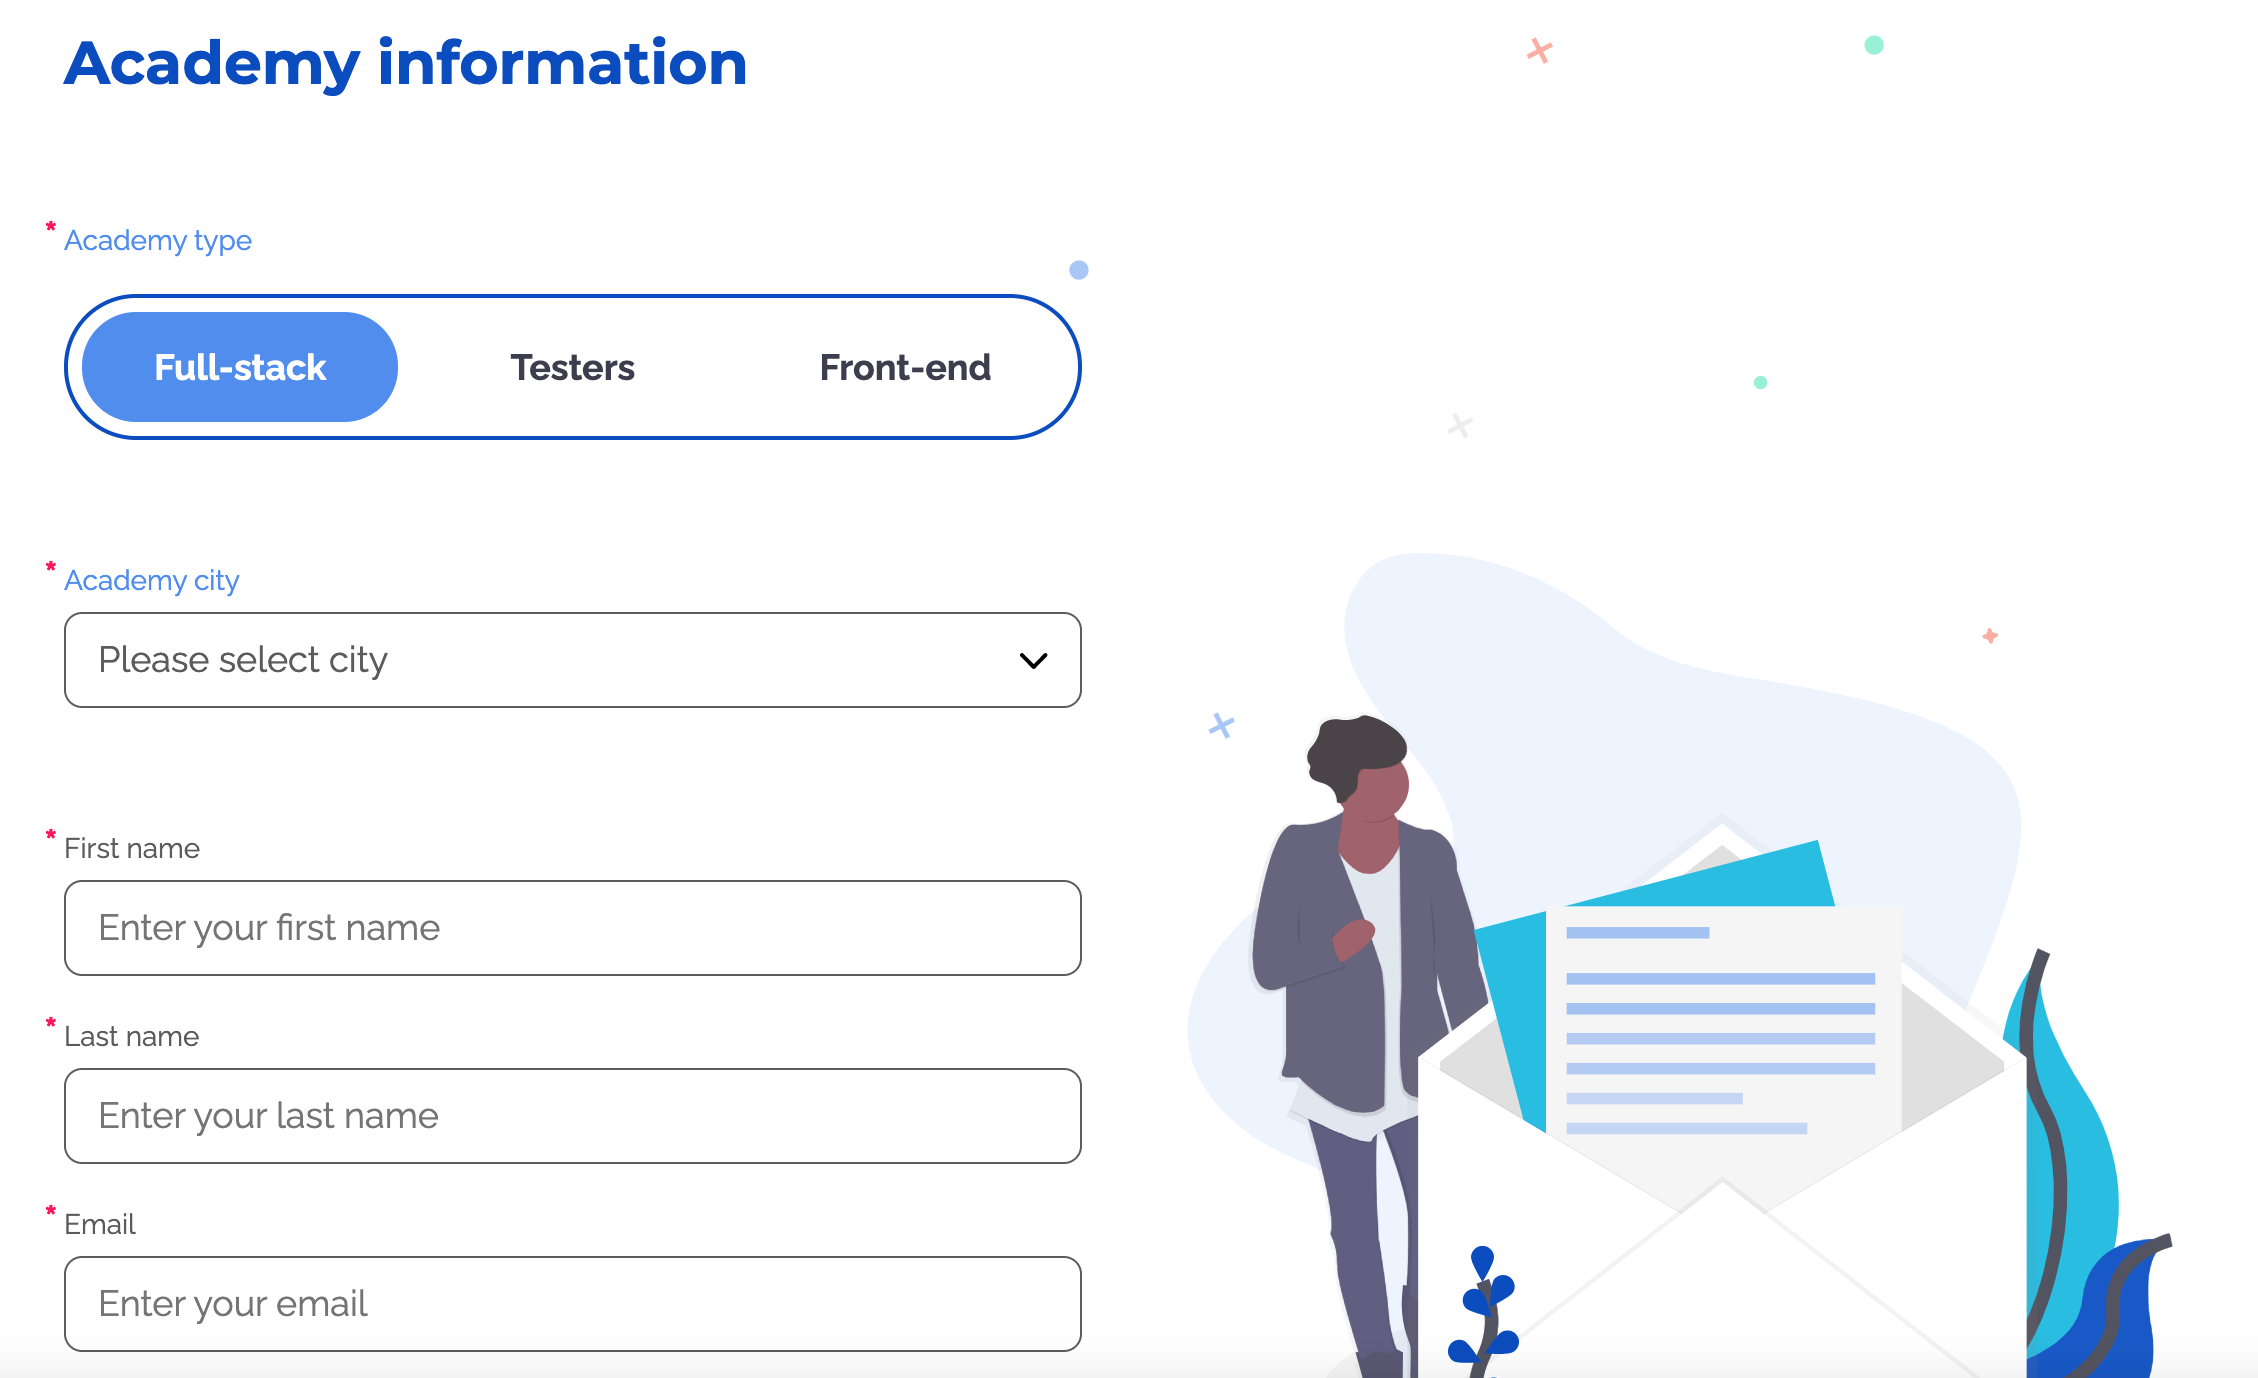 Academy information
* Academy type
Full-stack Testers Front-end
* Academy city
Please select city
* First name
Enter your first name
* Last name
Enter your last name
* Email
Enter your email